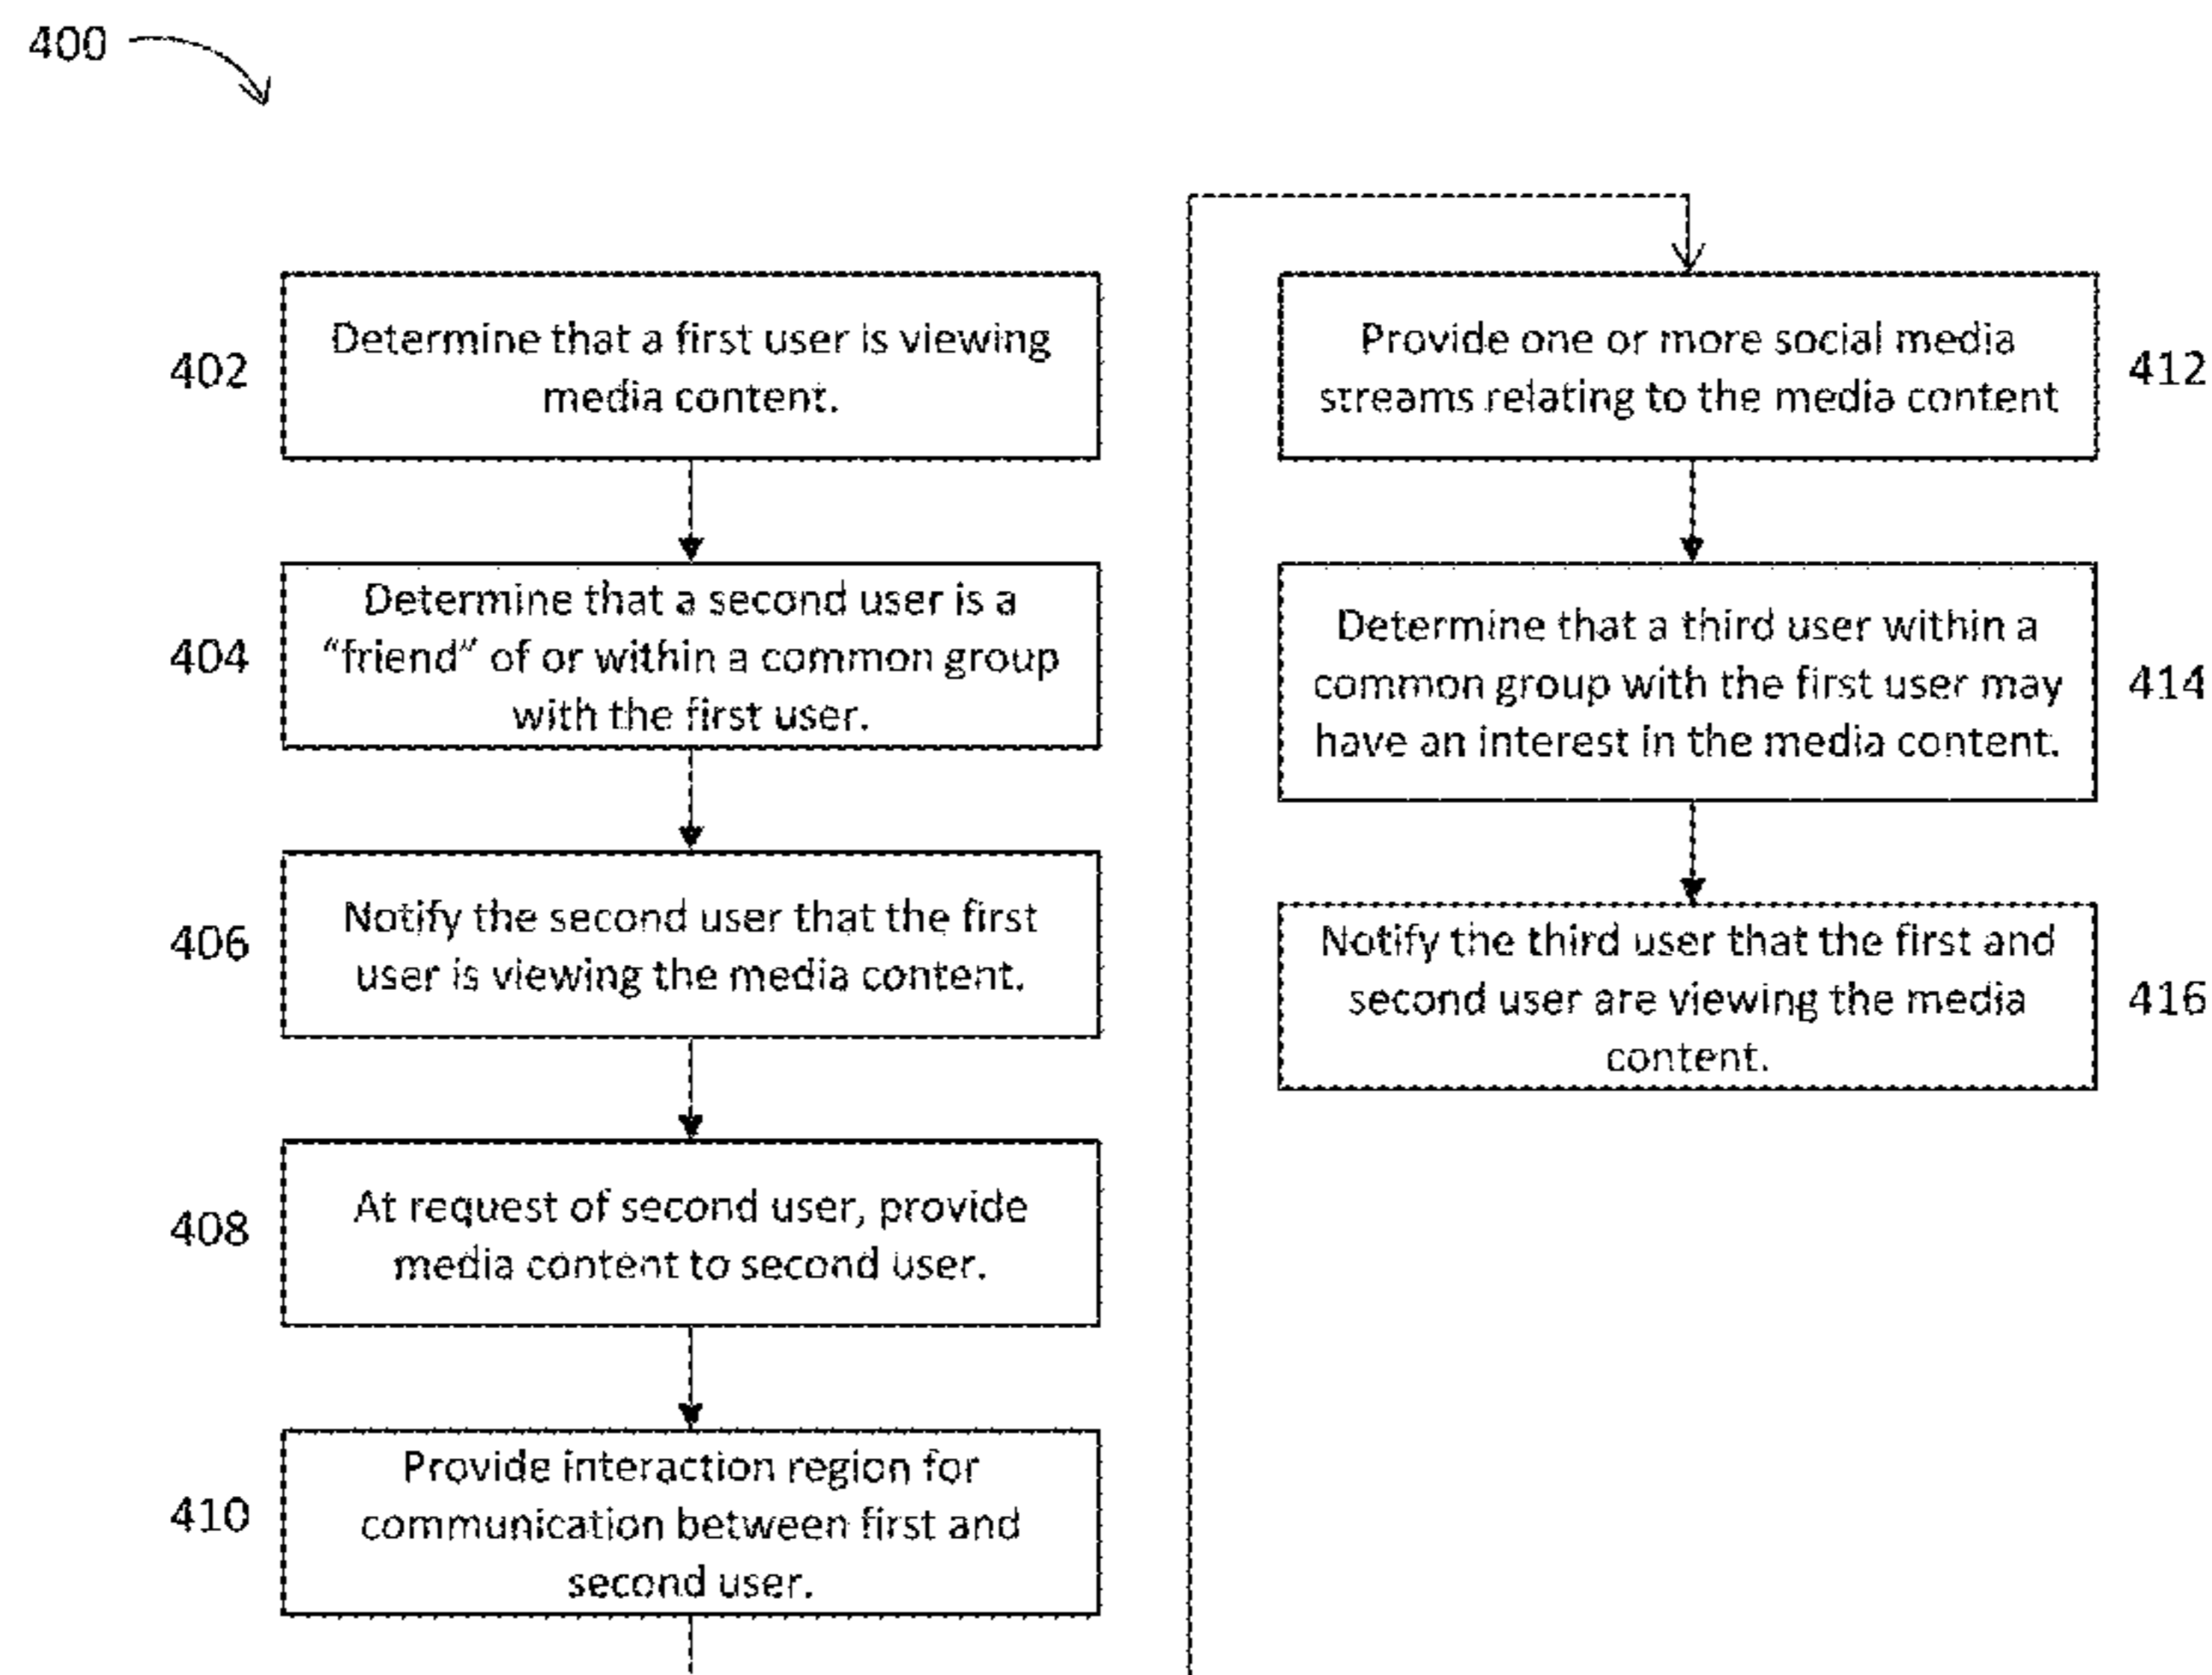 400
402
Determine that a first user is viewing
media content.
404
Determine that a second user is a
“friend” of or within a common group
with the first user.
406
Notify the second user that the first
user is viewing the media content.
408
At request of second user, provide
media content to second user.
410
Provide interaction region for
communication between first and
second user.
Provide one or more social media
streams relating to the media content
412
Determine that a third user within a
common group with the first user may
have an interest in the media content.
414
Notify the third user that the first and
second user are viewing the media
content.
416